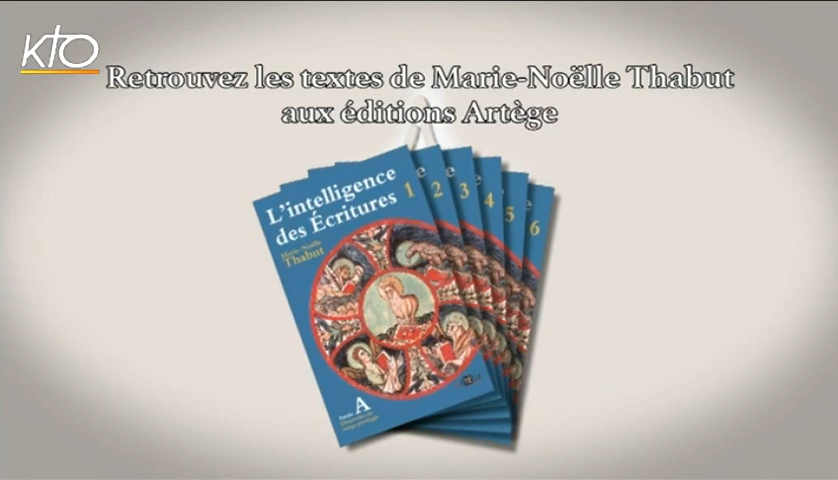 KTO
Retrouvez les textes de Marie-Noëlle Thabut
aux éditions Artège
L'intelligence
des Écritures
Marie-Noëlle
Thabut
1
e 2
e 3
e 4
e 5
e 6
Année A